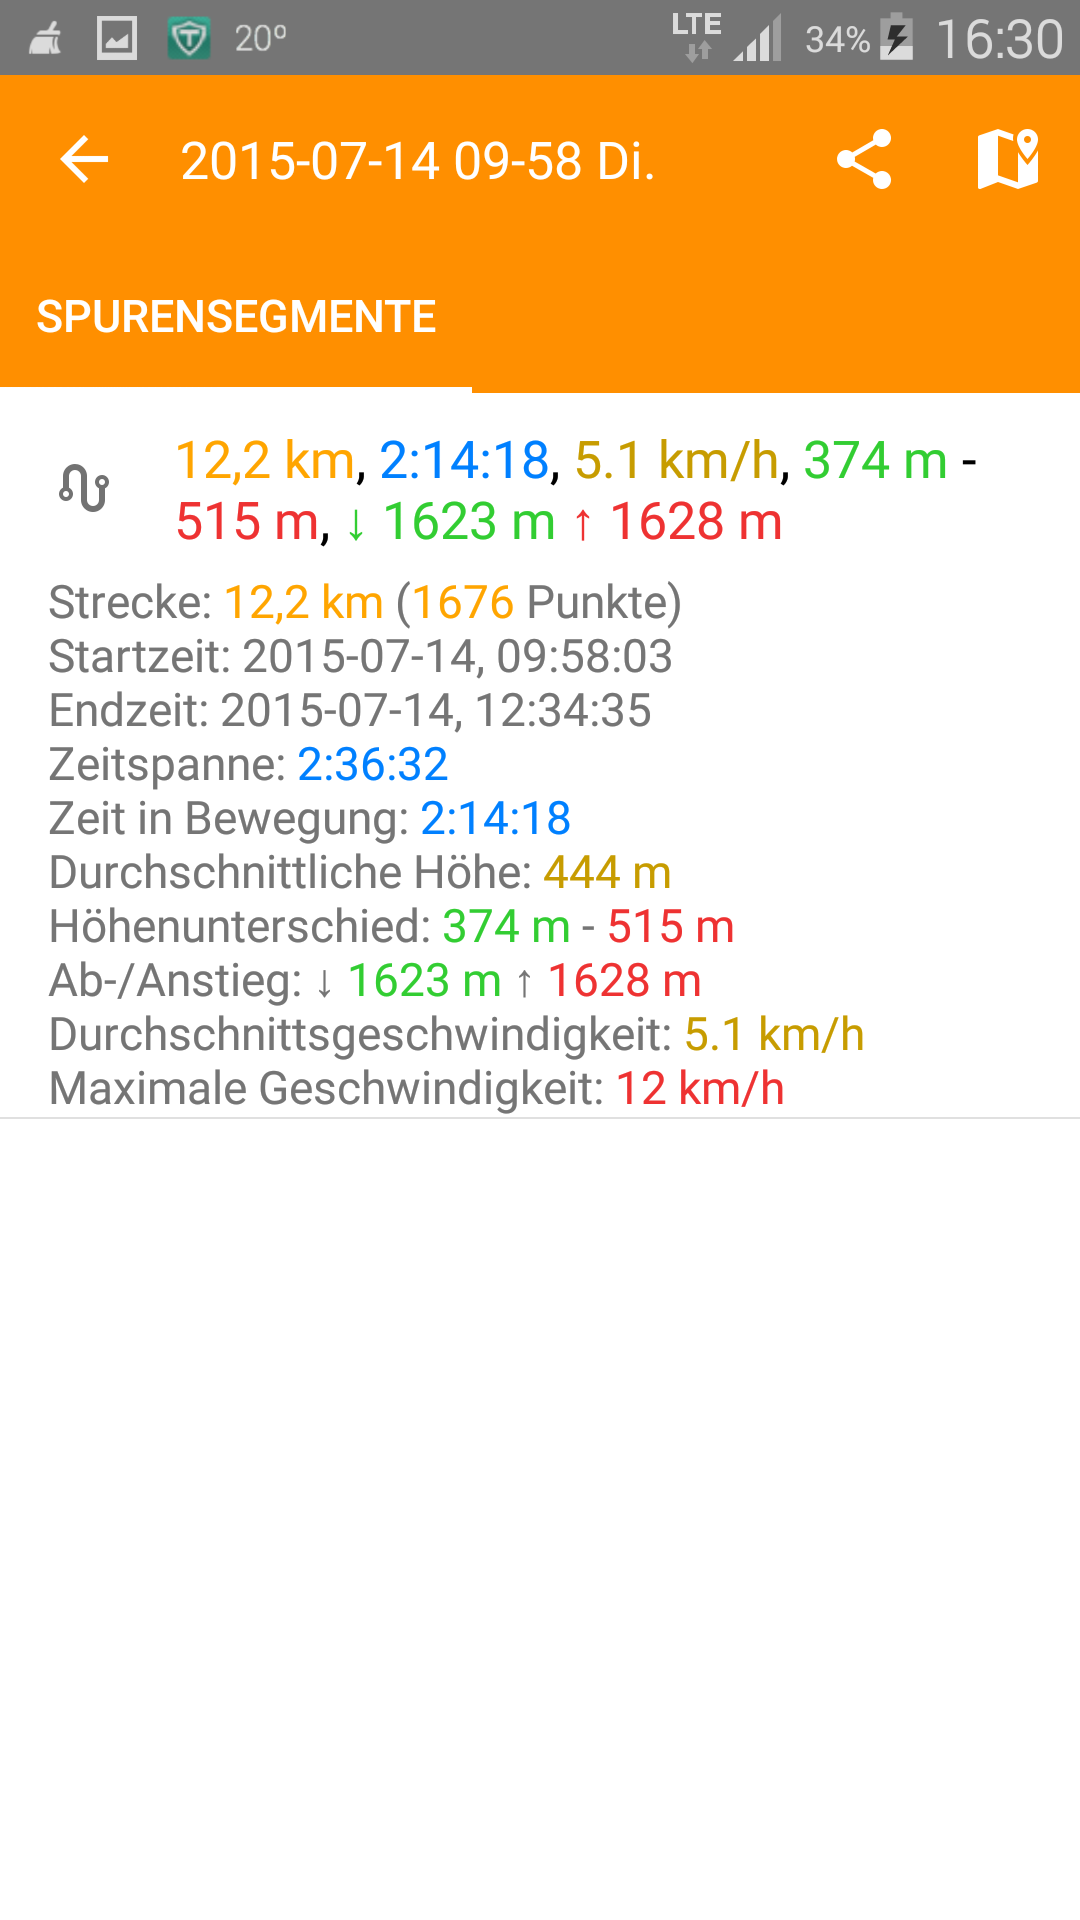 20° LTE 34% 16:30
2015-07-14 09-58 Di.
SPURENSEGMENTE
12,2 km, 2:14:18, 5.1 km/h, 374 m -
515 m, ↓ 1623 m ↑ 1628 m
Strecke: 12,2 km (1676 Punkte)
Startzeit: 2015-07-14, 09:58:03
Endzeit: 2015-07-14, 12:34:35
Zeitspanne: 2:36:32
Zeit in Bewegung: 2:14:18
Durchschnittliche Höhe: 444 m
Höhenunterschied: 374 m - 515 m
Ab-/Anstieg: ↓ 1623 m ↑ 1628 m
Durchschnittsgeschwindigkeit: 5.1 km/h
Maximale Geschwindigkeit: 12 km/h